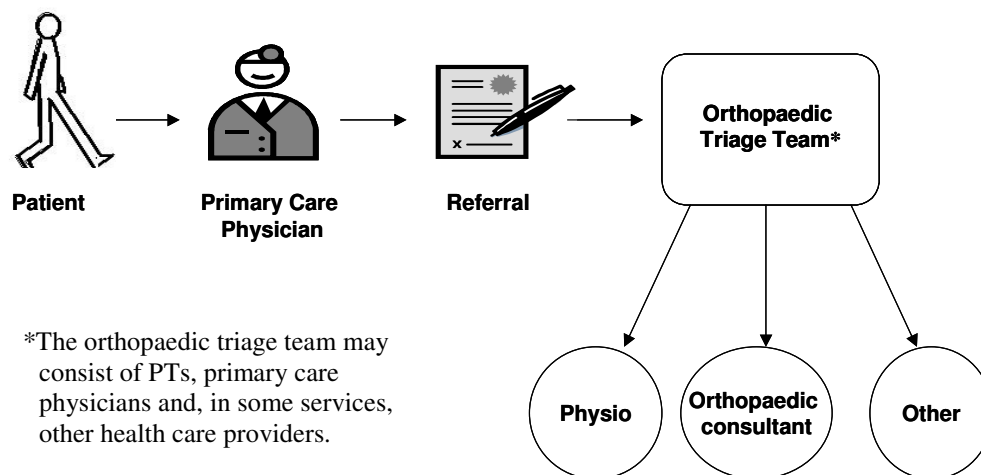 Patient
Primary Care
Physician
Referral
x
Orthopaedic
Triage Team*
*The orthopaedic triage team may
consist of PTs, primary care
physicians and, in some services,
other health care providers.
Physio
Orthopaedic
consultant
Other